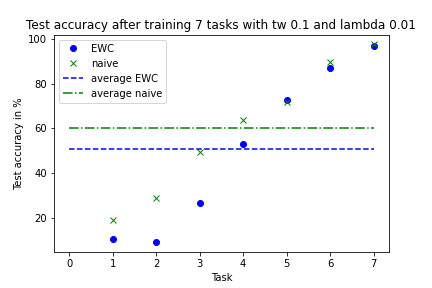 Test accuracy after training 7 tasks with tw 0.1 and lambda 0.01
EWC
naive
average EWC
average naive
Test accuracy in %
100
80
60
40
20
0 1 2 3 4 5 6 7
Task